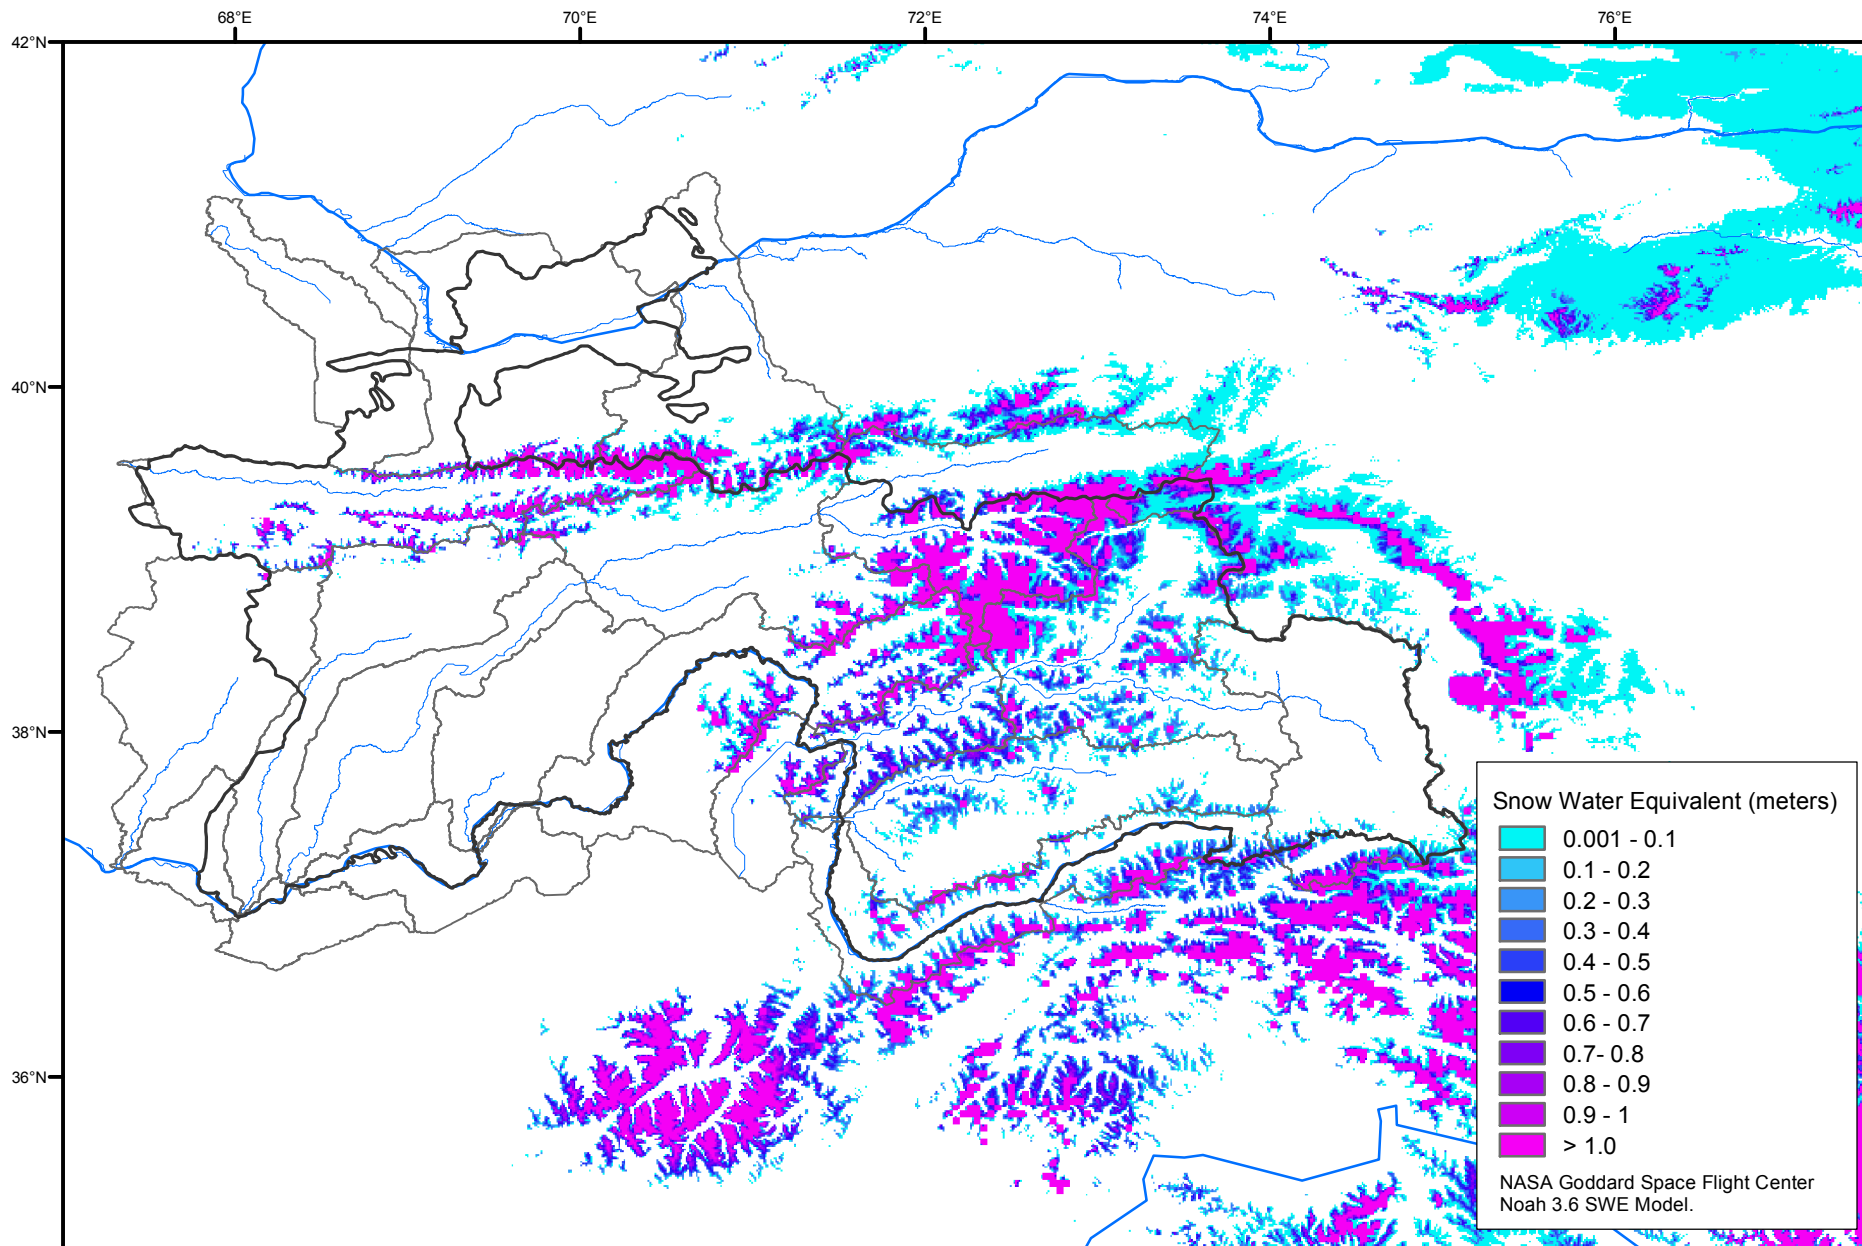 68°E 70°E 72°E 74°E 76°E
42°N
40°N
38°N
36°N
Snow Water Equivalent (meters)
0.001 - 0.1
0.1 - 0.2
0.2 - 0.3
0.3 - 0.4
0.4 - 0.5
0.5 - 0.6
0.6 - 0.7
0.7- 0.8
0.8 - 0.9
0.9 - 1
> 1.0
NASA Goddard Space Flight Center
Noah 3.6 SWE Model.